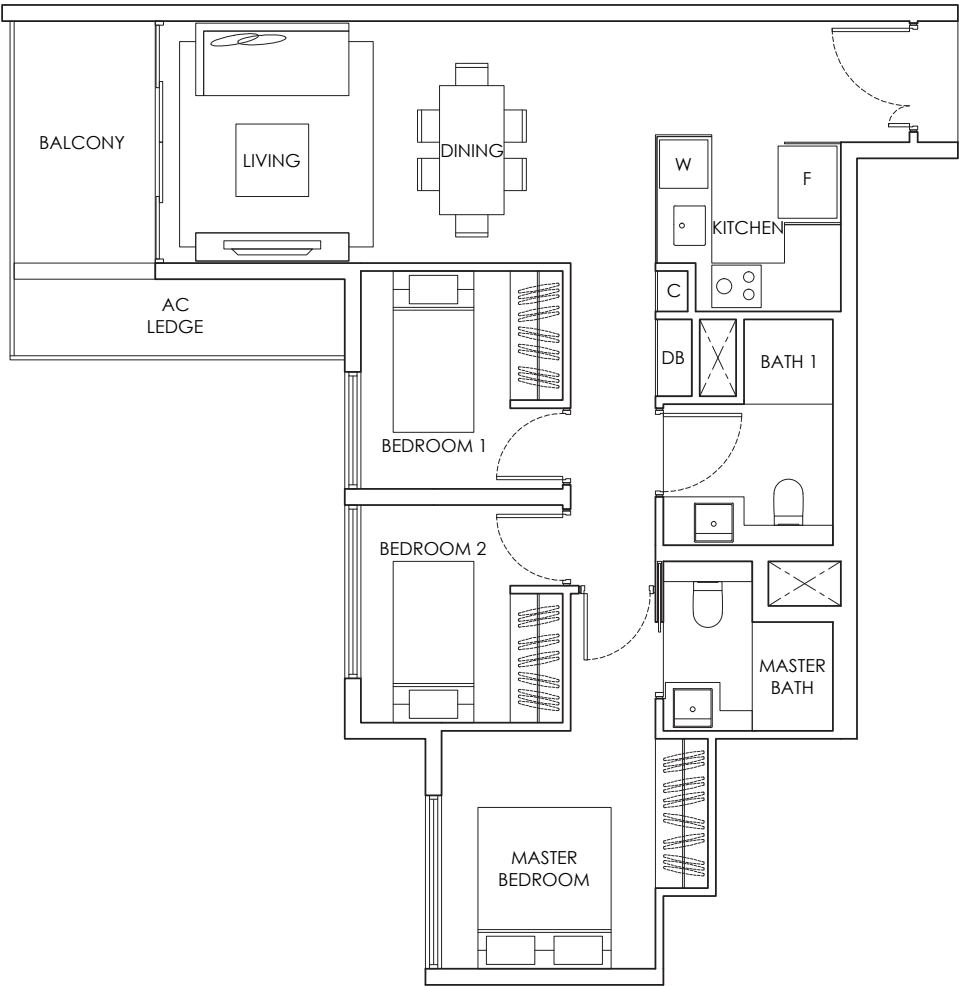 BALCONY
LIVING
DINING
W
F
KITCHEN
C
AC
LEDGE
DB
BATH 1
BEDROOM 1
BEDROOM 2
MASTER
BATH
MASTER
BEDROOM